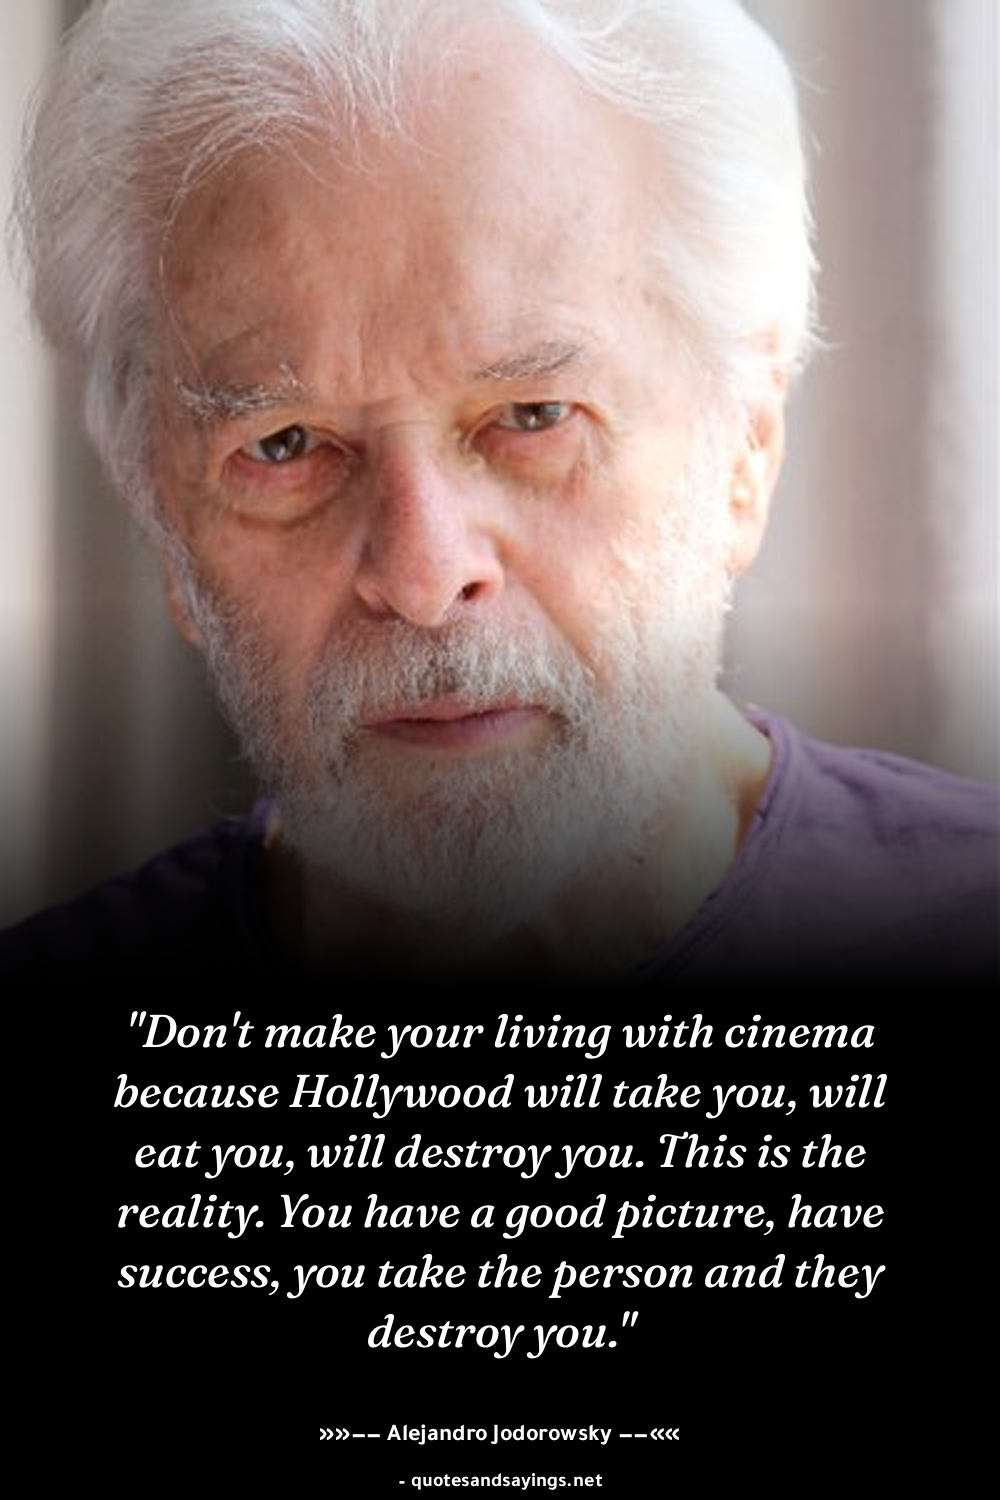 "Don't make your living with cinema
because Hollywood will take you, will
eat you, will destroy you. This is the
reality. You have a good picture, have
success, you take the person and they
destroy you."
»»—— Alejandro Jodorowsky ——««
- quotesandsayings.net